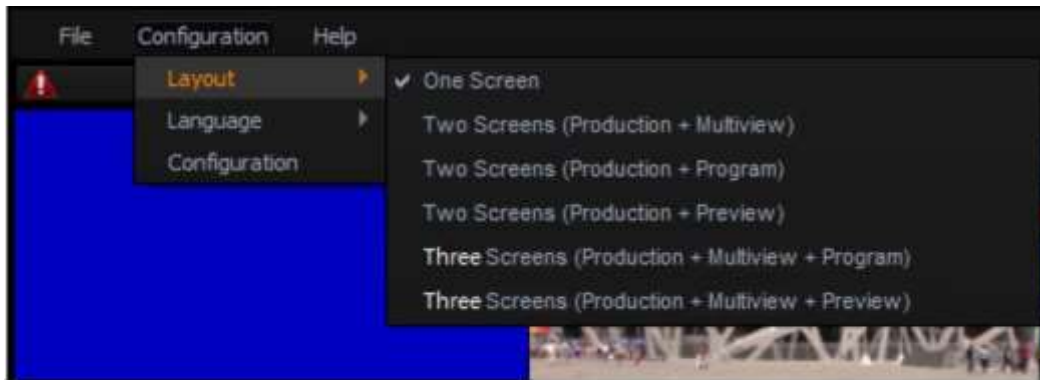 File Configuration Help
Layout
Language
Configuration
One Screen
Two Screens (Production + Multiview)
Two Screens (Production + Program)
Two Screens (Production + Preview)
Three Screens (Production + Multiview + Program)
Three Screens (Production + Multiview + Preview)